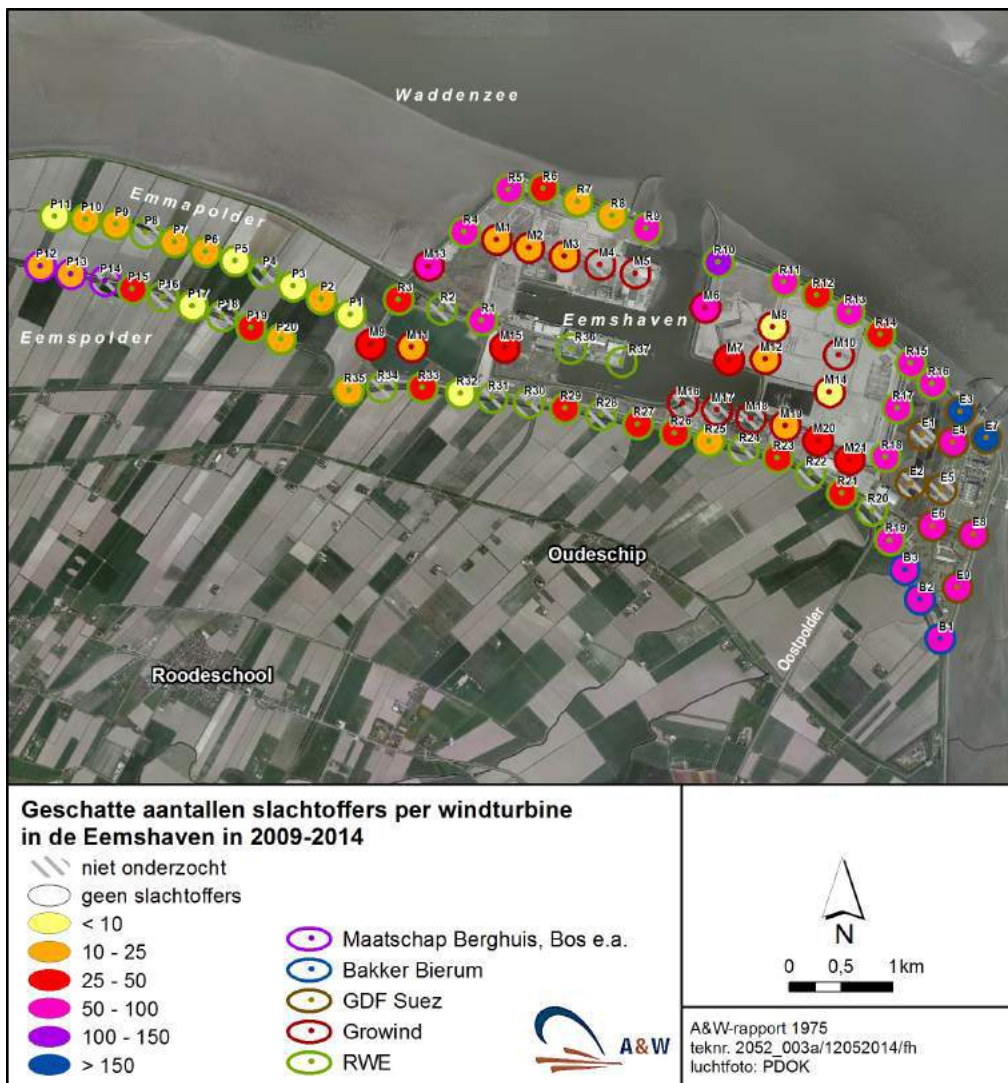 Waddenzee
Emmapolder
Eemspolder
Eemshaven
Oudeschip
Roodeschool
Oostpolder
P11
P10
P9
P8
P7
P6
P5
P4
P3
P2
P1
P12
P13
P14
P15
P16
P17
P18
P19
P20
R5
R6
R7
R8
R9
R4
M1
M2
M3
M4
M5
M13
R3
R2
R1
M9
M11
M15
R36
R37
R10
R11
R12
R13
R14
R15
R16
M6
M8
M10
M7
M12
M14
R17
R18
E3
E1
E4
E7
E2
E5
R35
R34
R33
R32
R31
R30
R29
R28
R27
R26
R25
R23
R22
R21
R20
R19
M16
M17
M18
M19
M20
M21
E6
E8
E9
B3
B2
B1
Geschatte aantallen slachtoffers per windturbine
in de Eemshaven in 2009-2014
niet onderzocht
geen slachtoffers
< 10
10 - 25
25 - 50
50 - 100
100 - 150
> 150
Maatschap Berghuis, Bos e.a.
Bakker Bierum
GDF Suez
Growind
RWE
A&W
N
0 0,5 1km
A&W-rapport 1975
teknr. 2052_003a/12052014/fh
luchtfoto: PDOK